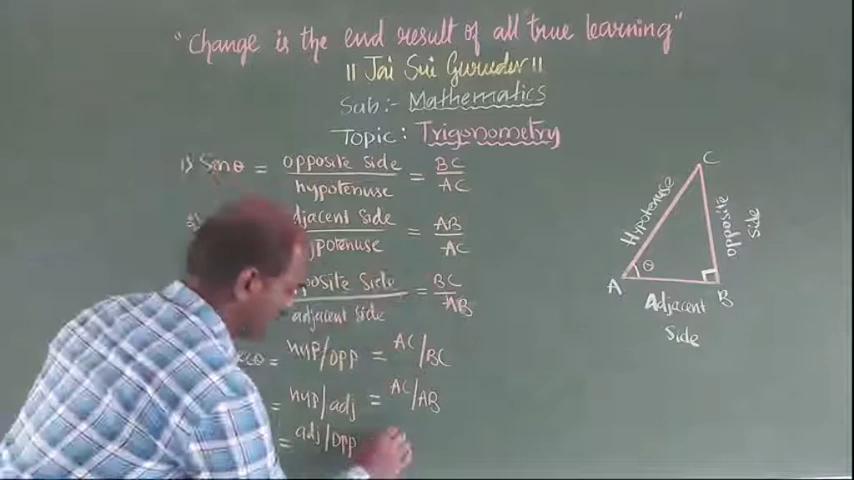 "Change is the end result of all true learning"
|| Jai Sri Gurudev ||
Sub:- Mathematics
Topic: Trigonometry
1) Sinθ = opposite side / hypotenuse = BC / AC
adjacent side / hypotenuse = AB / AC
opposite side / adjacent side = BC / AB
= hyp/opp = AC/BC
= hyp/adj = AC/AB
= adj/opp
C
Hypotenuse
opposite side
θ
A
B
Adjacent
Side